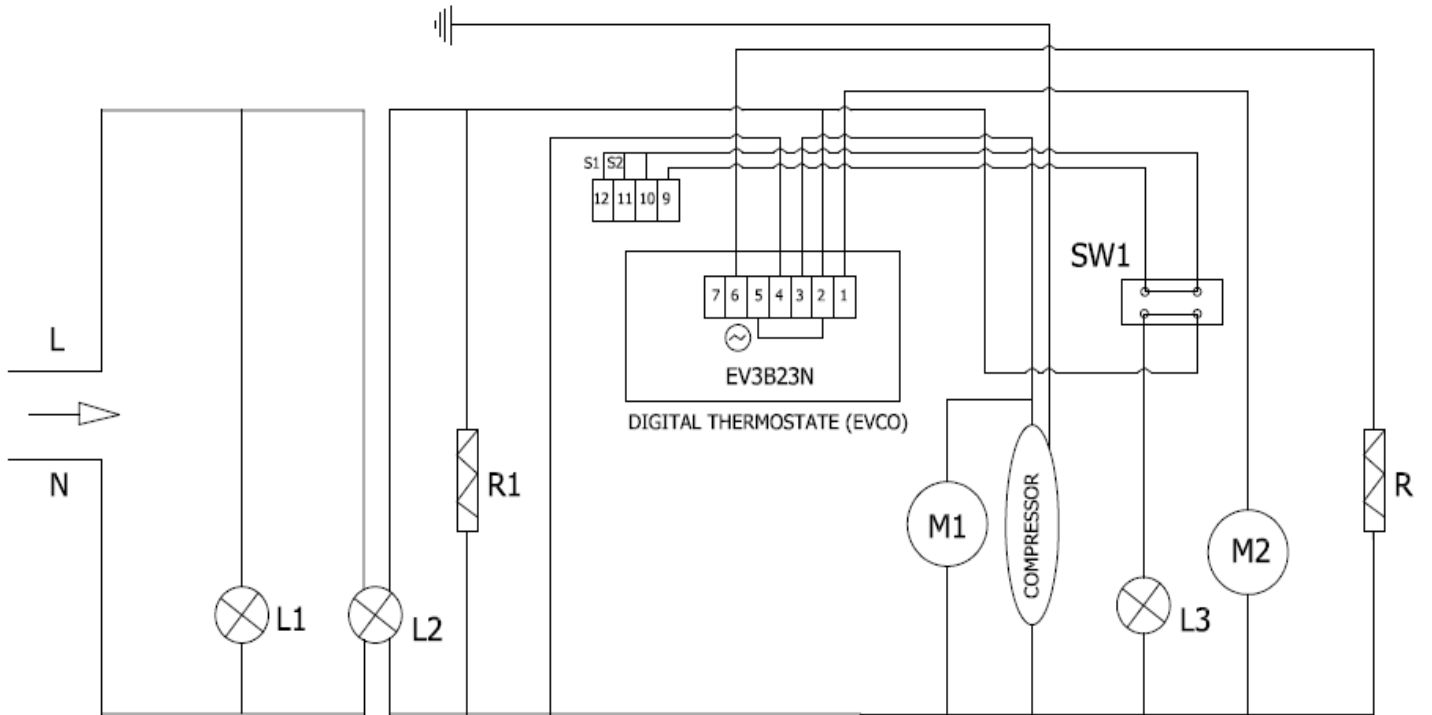 S1 S2
12 11 10 9
SW1
7 6 5 4 3 2 1
L
EV3B23N
DIGITAL THERMOSTATE (EVCO)
N
R1
R
M1
COMPRESSOR
M2
L1
L2
L3